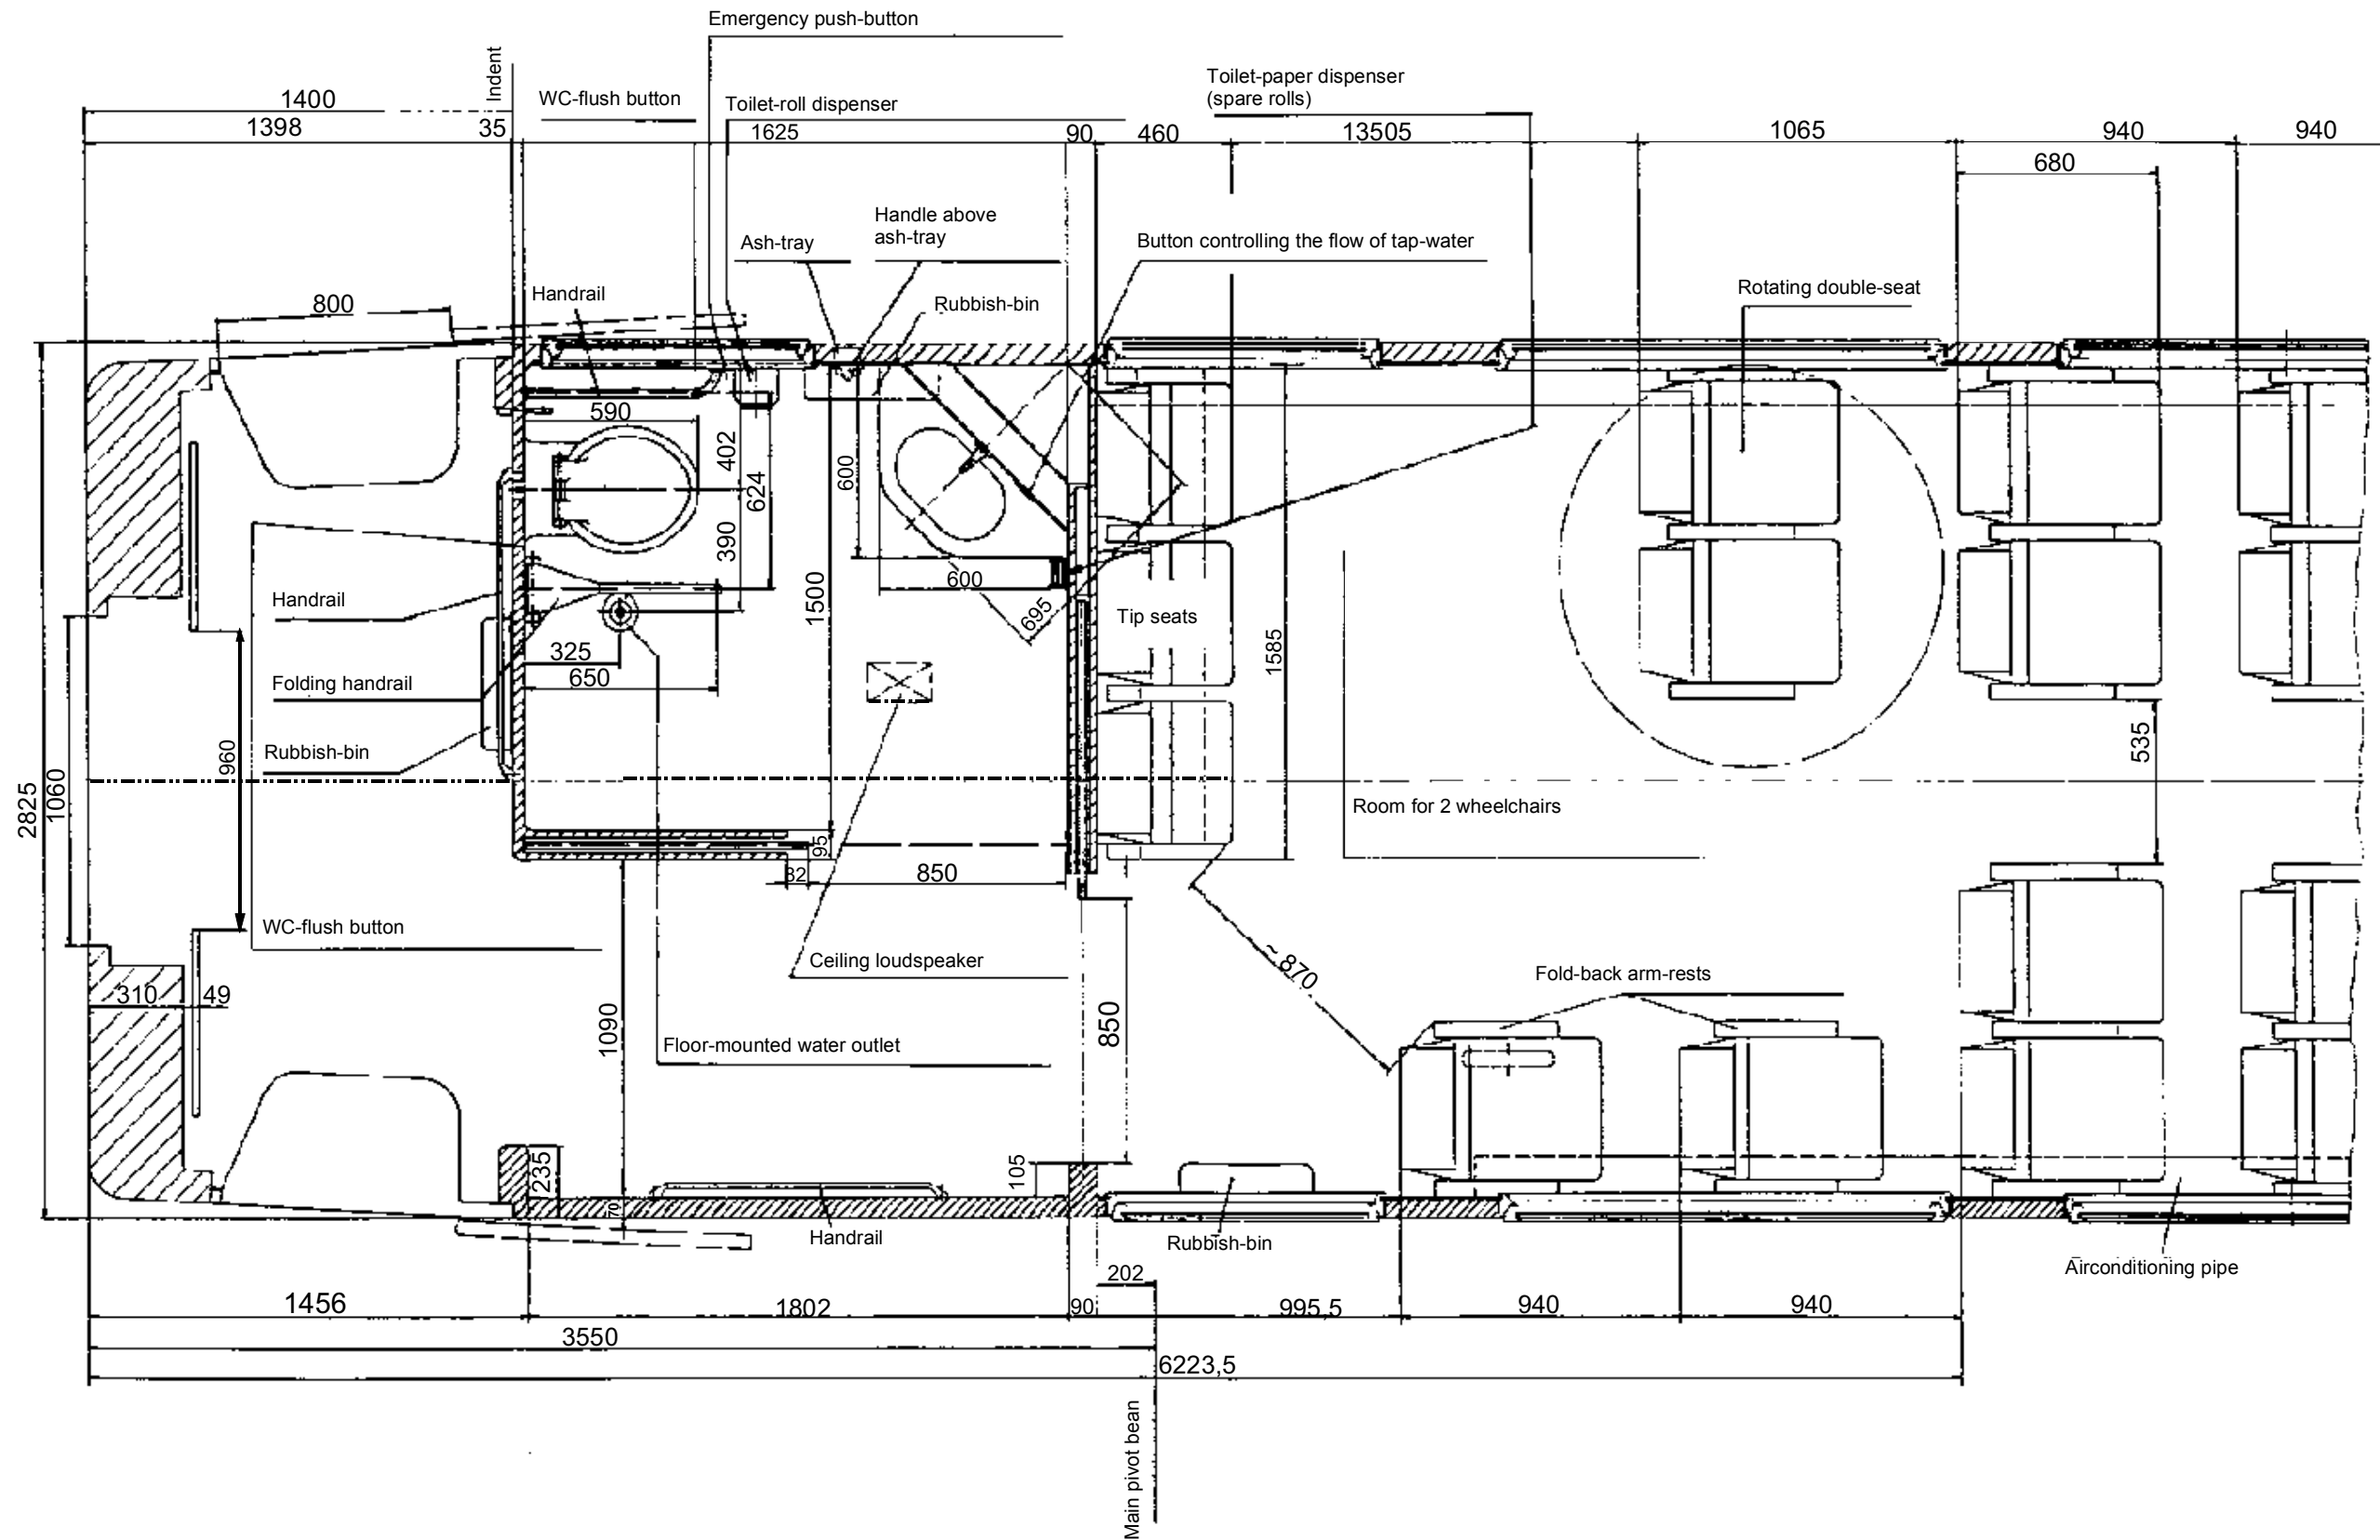 Emergency push-button
Indent
Toilet-paper dispenser
(spare rolls)
1400
WC-flush button
Toilet-roll dispenser
1398
35
1625
90
460
13505
1065
940
940
680
Handle above
ash-tray
Ash-tray
Button controlling the flow of tap-water
Handrail
Rubbish-bin
Rotating double-seat
800
590
402
624
600
390
600
1500
695
Tip seats
1585
Handrail
325
650
Folding handrail
Rubbish-bin
960
535
2825
1060
Room for 2 wheelchairs
95
82
850
WC-flush button
Ceiling loudspeaker
~870
Fold-back arm-rests
310
49
1090
850
Floor-mounted water outlet
235
105
70
Handrail
Rubbish-bin
Airconditioning pipe
202
1456
1802
90
995,5
940
940
3550
6223,5
Main pivot bean